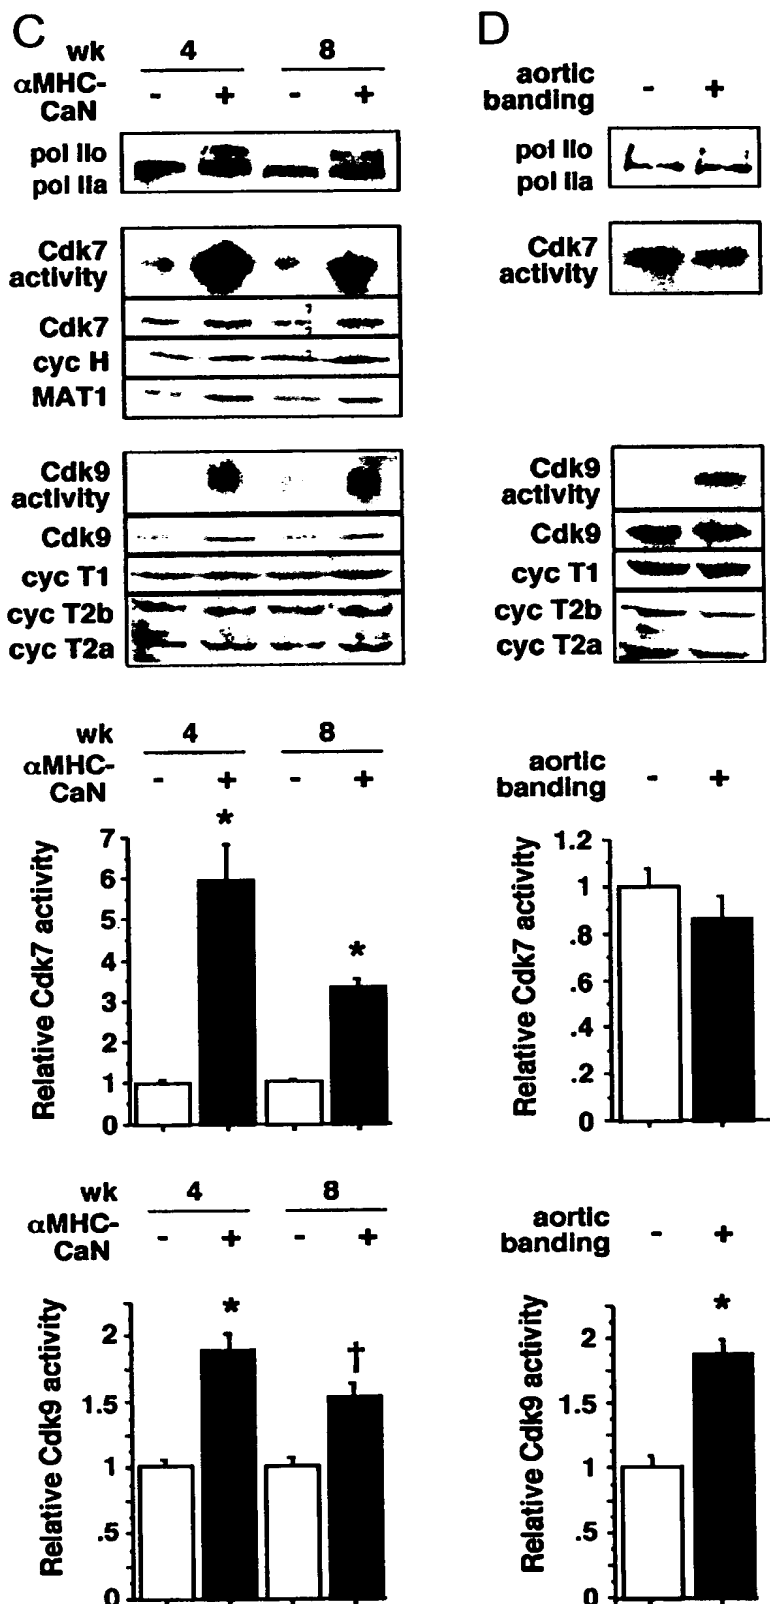 C
wk 4 8
αMHC-
CaN - + - +
pol IIo
pol IIa
Cdk7
activity
Cdk7
cyc H
MAT1
Cdk9
activity
Cdk9
cyc T1
cyc T2b
cyc T2a
wk 4 8
αMHC-
CaN - + - +
Relative Cdk7 activity
7
6
5
4
3
2
1
0
* *
wk 4 8
αMHC-
CaN - + - +
Relative Cdk9 activity
2
1.5
1
.5
0
* †
D
aortic
banding - +
pol IIo
pol IIa
Cdk7
activity
Cdk9
activity
Cdk9
cyc T1
cyc T2b
cyc T2a
aortic
banding - +
Relative Cdk7 activity
1.2
1
.8
.6
.4
.2
0
aortic
banding - +
Relative Cdk9 activity
2
1.5
1
.5
0
*